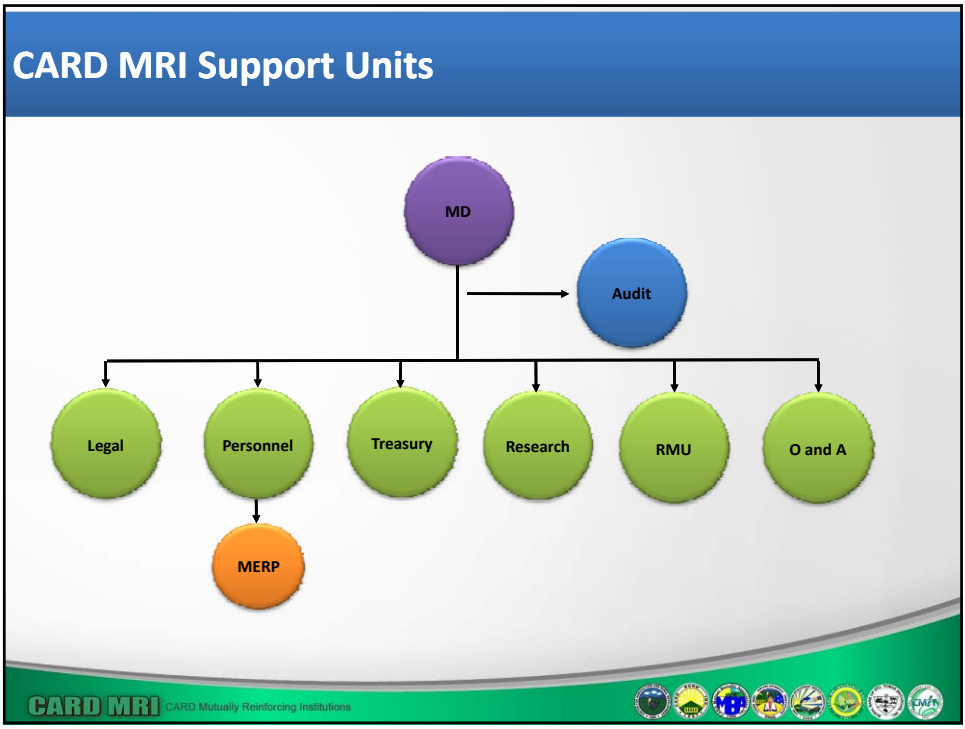 CARD MRI Support Units
MD
Audit
Legal
Personnel
Treasury
Research
RMU
O and A
MERP
CARD MRI CARD Mutually Reinforcing Institutions